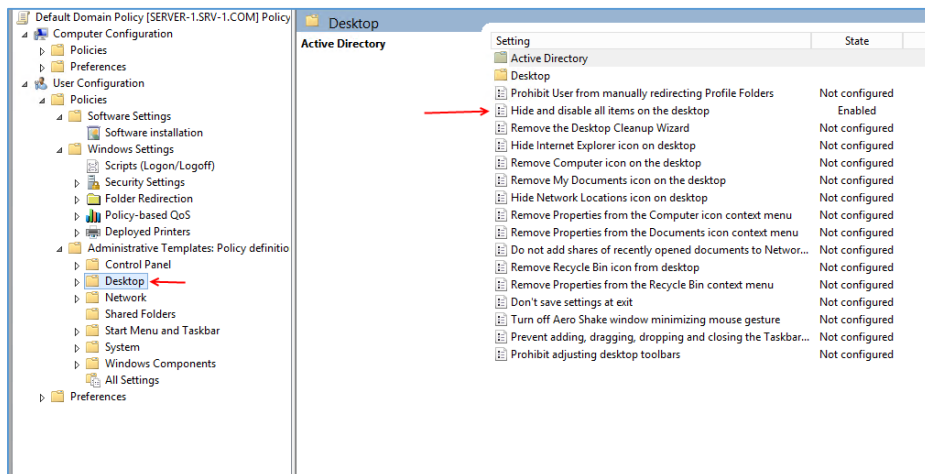 Default Domain Policy [SERVER-1.SRV-1.COM] Policy
Computer Configuration
Policies
Preferences
User Configuration
Policies
Software Settings
Software installation
Windows Settings
Scripts (Logon/Logoff)
Security Settings
Folder Redirection
Policy-based QoS
Deployed Printers
Administrative Templates: Policy definitio
Control Panel
Desktop
Network
Shared Folders
Start Menu and Taskbar
System
Windows Components
All Settings
Preferences
Desktop
Active Directory
Setting State
Active Directory
Desktop
Prohibit User from manually redirecting Profile Folders Not configured
Hide and disable all items on the desktop Enabled
Remove the Desktop Cleanup Wizard Not configured
Hide Internet Explorer icon on desktop Not configured
Remove Computer icon on the desktop Not configured
Remove My Documents icon on the desktop Not configured
Hide Network Locations icon on desktop Not configured
Remove Properties from the Computer icon context menu Not configured
Remove Properties from the Documents icon context menu Not configured
Do not add shares of recently opened documents to Networ... Not configured
Remove Recycle Bin icon from desktop Not configured
Remove Properties from the Recycle Bin context menu Not configured
Don't save settings at exit Not configured
Turn off Aero Shake window minimizing mouse gesture Not configured
Prevent adding, dragging, dropping and closing the Taskbar... Not configured
Prohibit adjusting desktop toolbars Not configured